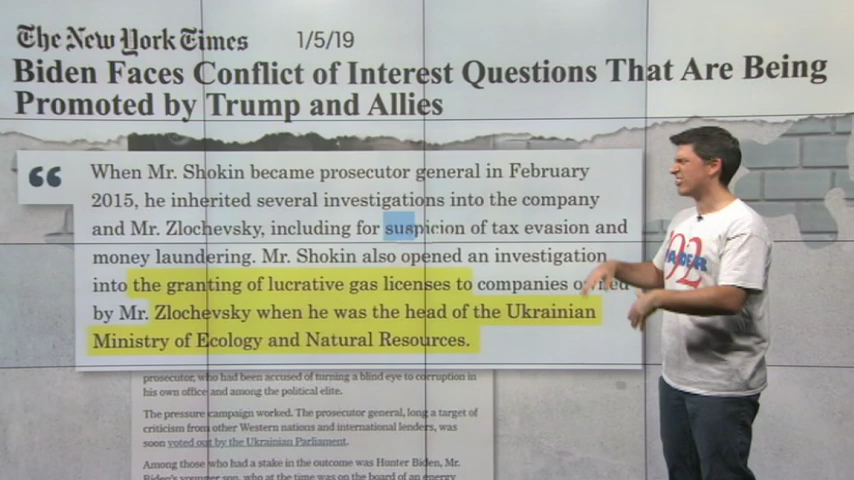 The New York Times 1/5/19
Biden Faces Conflict of Interest Questions That Are Being
Promoted by Trump and Allies
“
When Mr. Shokin became prosecutor general in February
2015, he inherited several investigations into the company
and Mr. Zlochevsky, including for suspicion of tax evasion and
money laundering. Mr. Shokin also opened an investigation
into the granting of lucrative gas licenses to companies owned
by Mr. Zlochevsky when he was the head of the Ukrainian
Ministry of Ecology and Natural Resources.
prosecutor, who had been accused of turning a blind eye to corruption in
his own office and among the political elite.
The pressure campaign worked. The prosecutor general, long a target of
criticism from other Western nations and international lenders, was
soon voted out by the Ukrainian Parliament.
Among those who had a stake in the outcome was Hunter Biden, Mr.
Biden's younger son, who at the time was on the board of an energy
'92